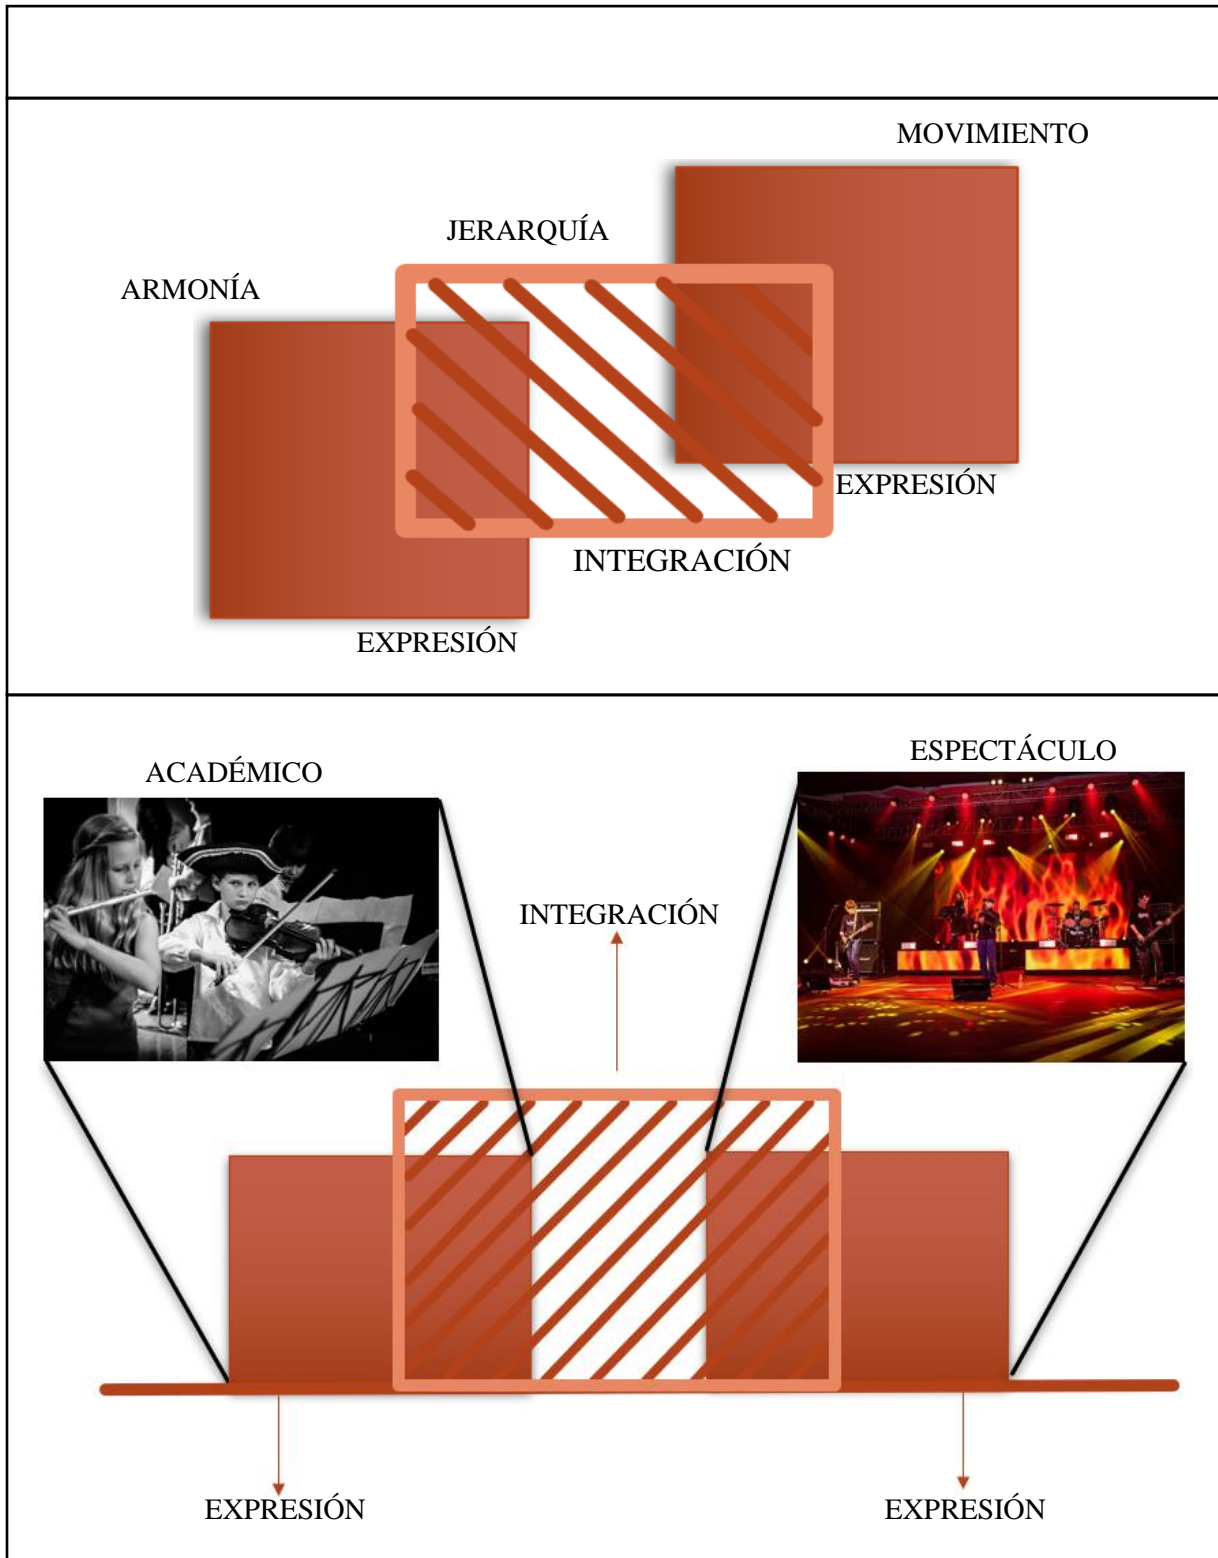 MOVIMIENTO
JERARQUÍA
ARMONÍA
EXPRESIÓN
INTEGRACIÓN
EXPRESIÓN
ESPECTÁCULO
ACADÉMICO
INTEGRACIÓN
EXPRESIÓN
EXPRESIÓN